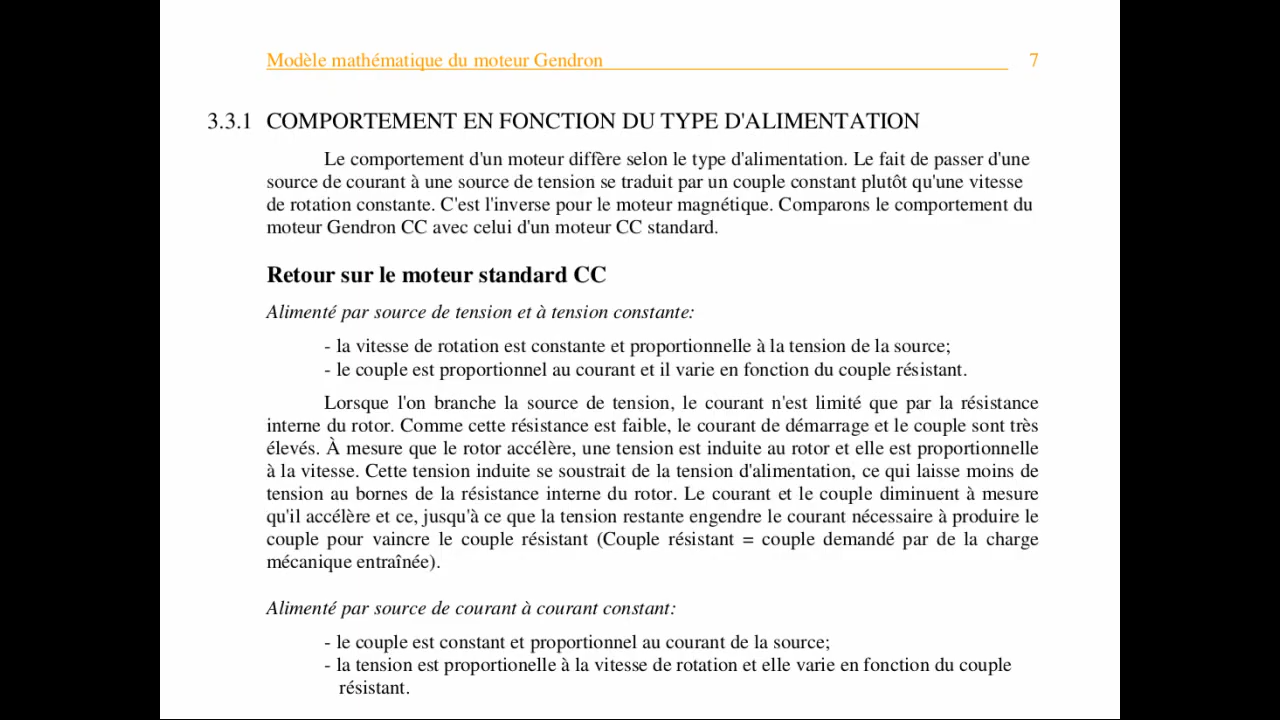 Modèle mathématique du moteur Gendron 7
3.3.1 COMPORTEMENT EN FONCTION DU TYPE D'ALIMENTATION
Le comportement d'un moteur diffère selon le type d'alimentation. Le fait de passer d'une
source de courant à une source de tension se traduit par un couple constant plutôt qu'une vitesse
de rotation constante. C'est l'inverse pour le moteur magnétique. Comparons le comportement du
moteur Gendron CC avec celui d'un moteur CC standard.
Retour sur le moteur standard CC
Alimenté par source de tension et à tension constante:
- la vitesse de rotation est constante et proportionnelle à la tension de la source;
- le couple est proportionnel au courant et il varie en fonction du couple résistant.
Lorsque l'on branche la source de tension, le courant n'est limité que par la résistance
interne du rotor. Comme cette résistance est faible, le courant de démarrage et le couple sont très
élevés. À mesure que le rotor accélère, une tension est induite au rotor et elle est proportionnelle
à la vitesse. Cette tension induite se soustrait de la tension d'alimentation, ce qui laisse moins de
tension au bornes de la résistance interne du rotor. Le courant et le couple diminuent à mesure
qu'il accélère et ce, jusqu'à ce que la tension restante engendre le courant nécessaire à produire le
couple pour vaincre le couple résistant (Couple résistant = couple demandé par de la charge
mécanique entraînée).
Alimenté par source de courant à courant constant:
- le couple est constant et proportionnel au courant de la source;
- la tension est proportionelle à la vitesse de rotation et elle varie en fonction du couple
résistant.